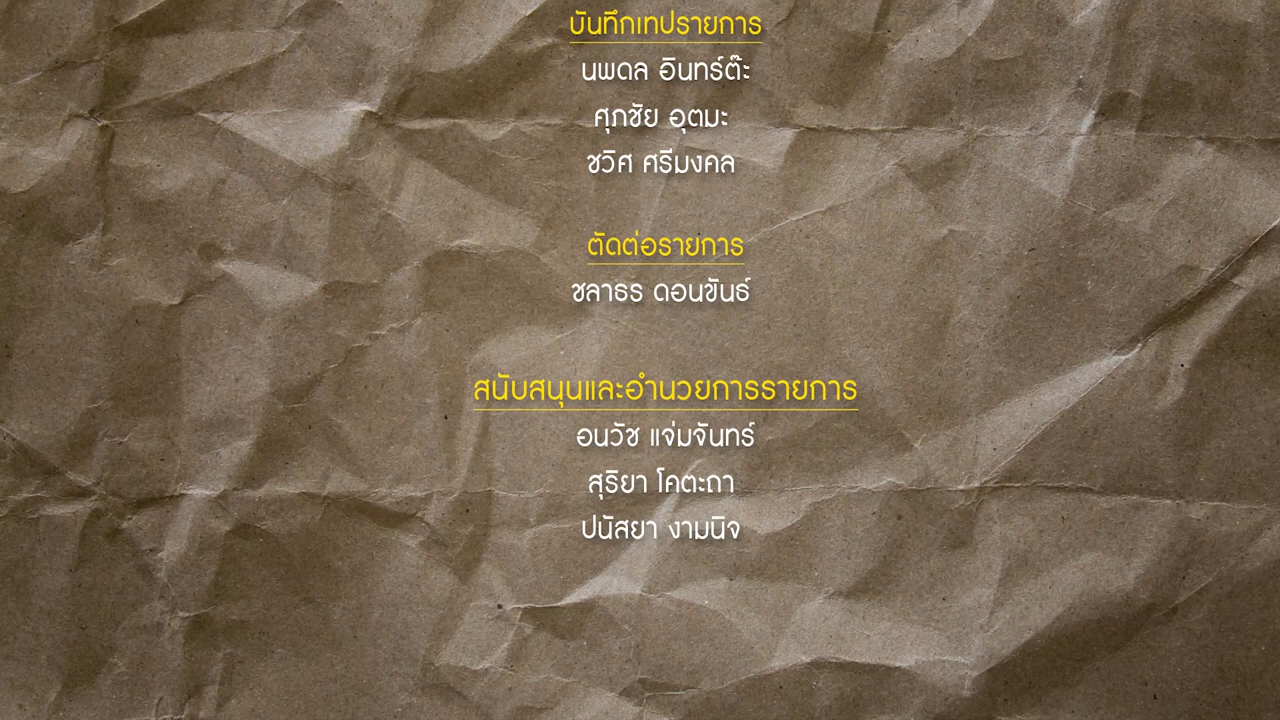 บันทึกเทปรายการ
นพดล อินทร์ต๊ะ
ศุภชัย อุตมะ
ชวิศ ศรีมงคล
ตัดต่อรายการ
ชลาธร ดอนขันธ์
สนับสนุนและอำนวยการรายการ
อนวัช แจ่มจันทร์
สุริยา โคตะถา
ปนัสยา งามนิจ